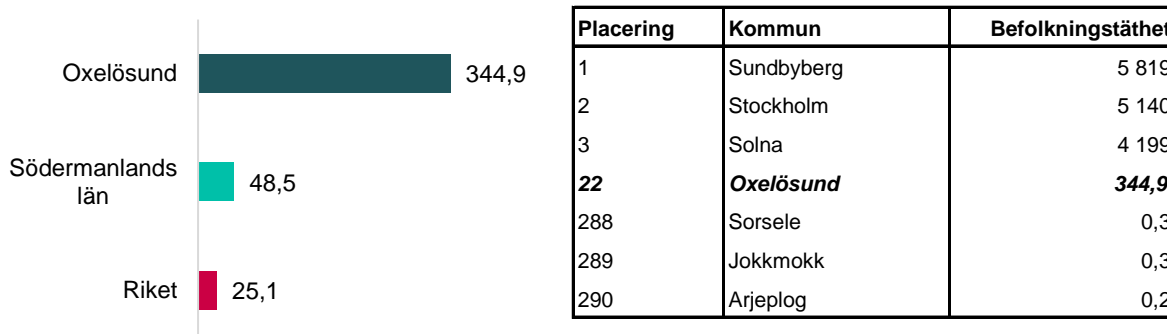 Oxelösund 344,9
Södermanlands
län 48,5
Riket 25,1
Placering Kommun Befolkningstäthet
1 Sundbyberg 5 819
2 Stockholm 5 140
3 Solna 4 199
22 Oxelösund 344,9
288 Sorsele 0,3
289 Jokkmokk 0,3
290 Arjeplog 0,2